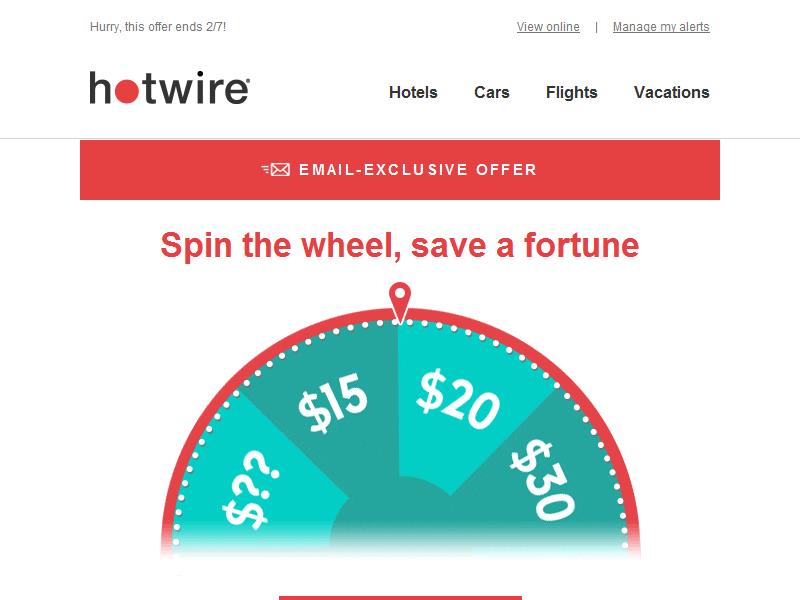 Hurry, this offer ends 2/7!
View online | Manage my alerts
hotwire®
Hotels Cars Flights Vacations
EMAIL-EXCLUSIVE OFFER
Spin the wheel, save a fortune
$??
$15
$20
$30